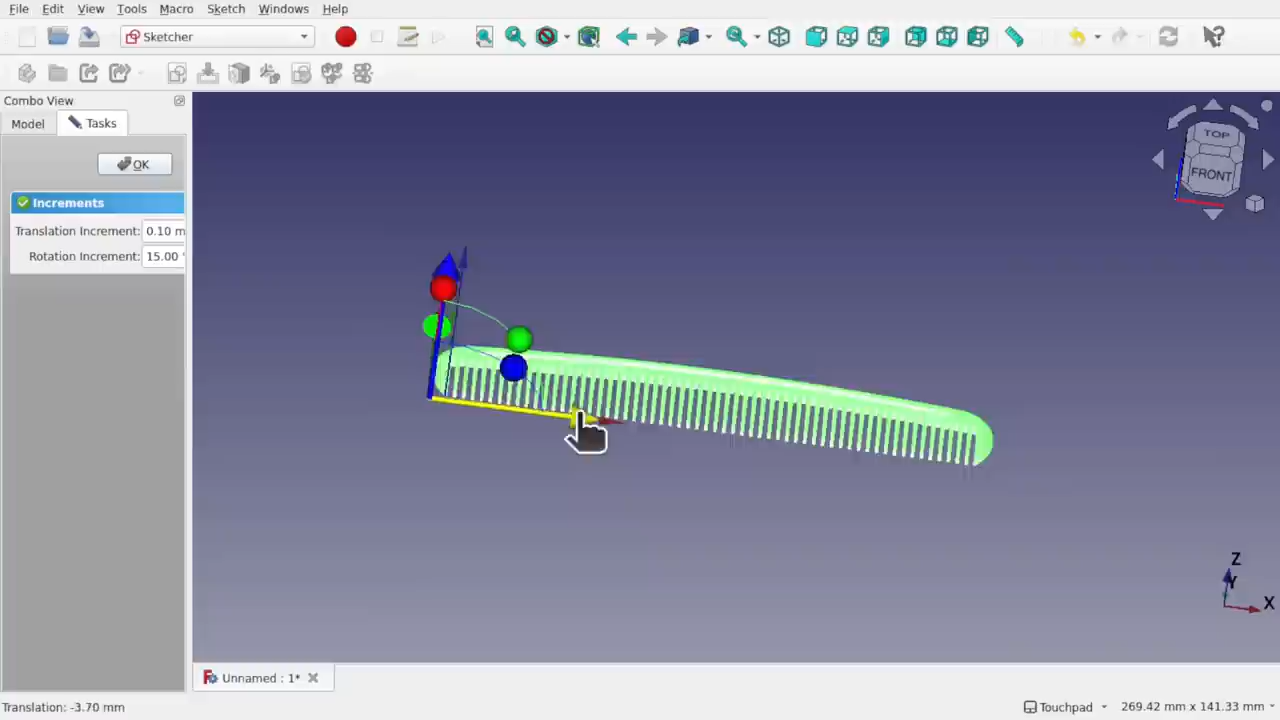 File Edit View Tools Macro Sketch Windows Help
Sketcher
Combo View
Model Tasks
OK
Increments
Translation Increment: 0.10 m
Rotation Increment: 15.00 °
TOP
FRONT
Z
Y
X
Unnamed : 1*
Translation: -3.70 mm Touchpad 269.42 mm x 141.33 mm